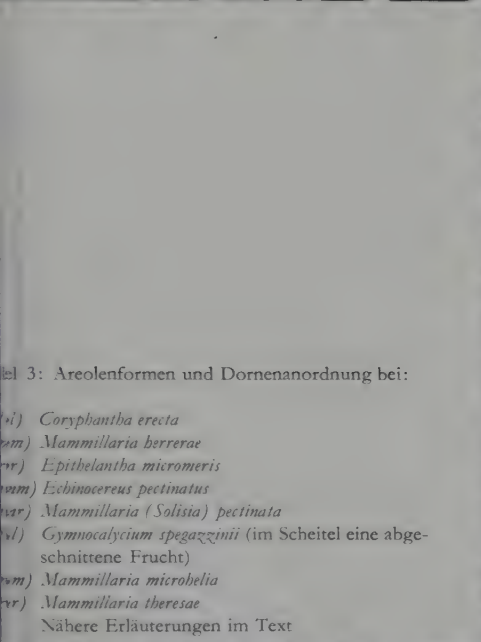 3: Areolenformen und Dornenanordnung bei:
Coryphantha erecta
Mammillaria herrerae
Epithelantha micromeris
Echinocereus pectinatus
Mammillaria (Solisia) pectinata
Gymnocalycium spegazzinii (im Scheitel eine abge-
schnittene Frucht)
Mammillaria microhelia
Mammillaria theresae
Nähere Erläuterungen im Text